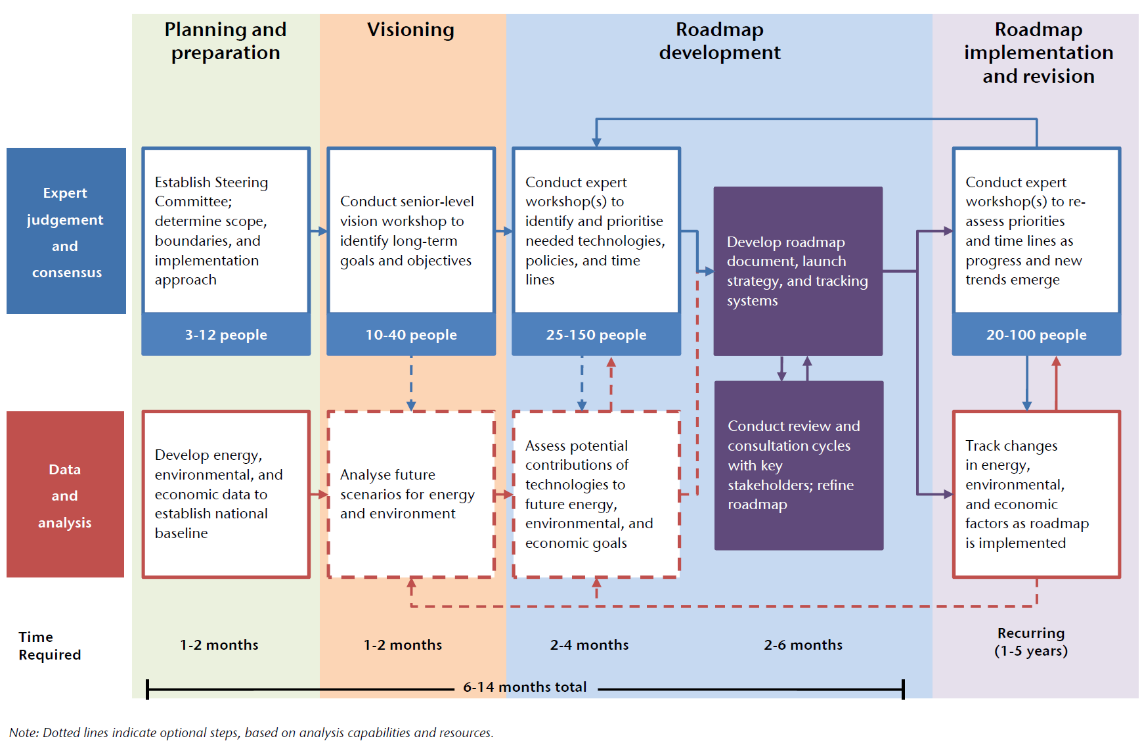 Planning and
preparation
Visioning
Roadmap
development
Roadmap
implementation
and revision
Expert
judgement
and
consensus
Establish Steering
Committee;
determine scope,
boundaries, and
implementation
approach
3-12 people
Conduct senior-level
vision workshop to
identify long-term
goals and objectives
10-40 people
Conduct expert
workshop(s) to
identify and prioritise
needed technologies,
policies, and time
lines
25-150 people
Develop roadmap
document, launch
strategy, and tracking
systems
Conduct expert
workshop(s) to re-
assess priorities
and time lines as
progress and new
trends emerge
20-100 people
Data
and
analysis
Develop energy,
environmental, and
economic data to
establish national
baseline
Analyse future
scenarios for energy
and environment
Assess potential
contributions of
technologies to
future energy,
environmental, and
economic goals
Conduct review and
consultation cycles
with key
stakeholders; refine
roadmap
Track changes
in energy,
environmental,
and economic
factors as roadmap
is implemented
Time
Required
1-2 months
1-2 months
2-4 months
2-6 months
Recurring
(1-5 years)
6-14 months total
Note: Dotted lines indicate optional steps, based on analysis capabilities and resources.